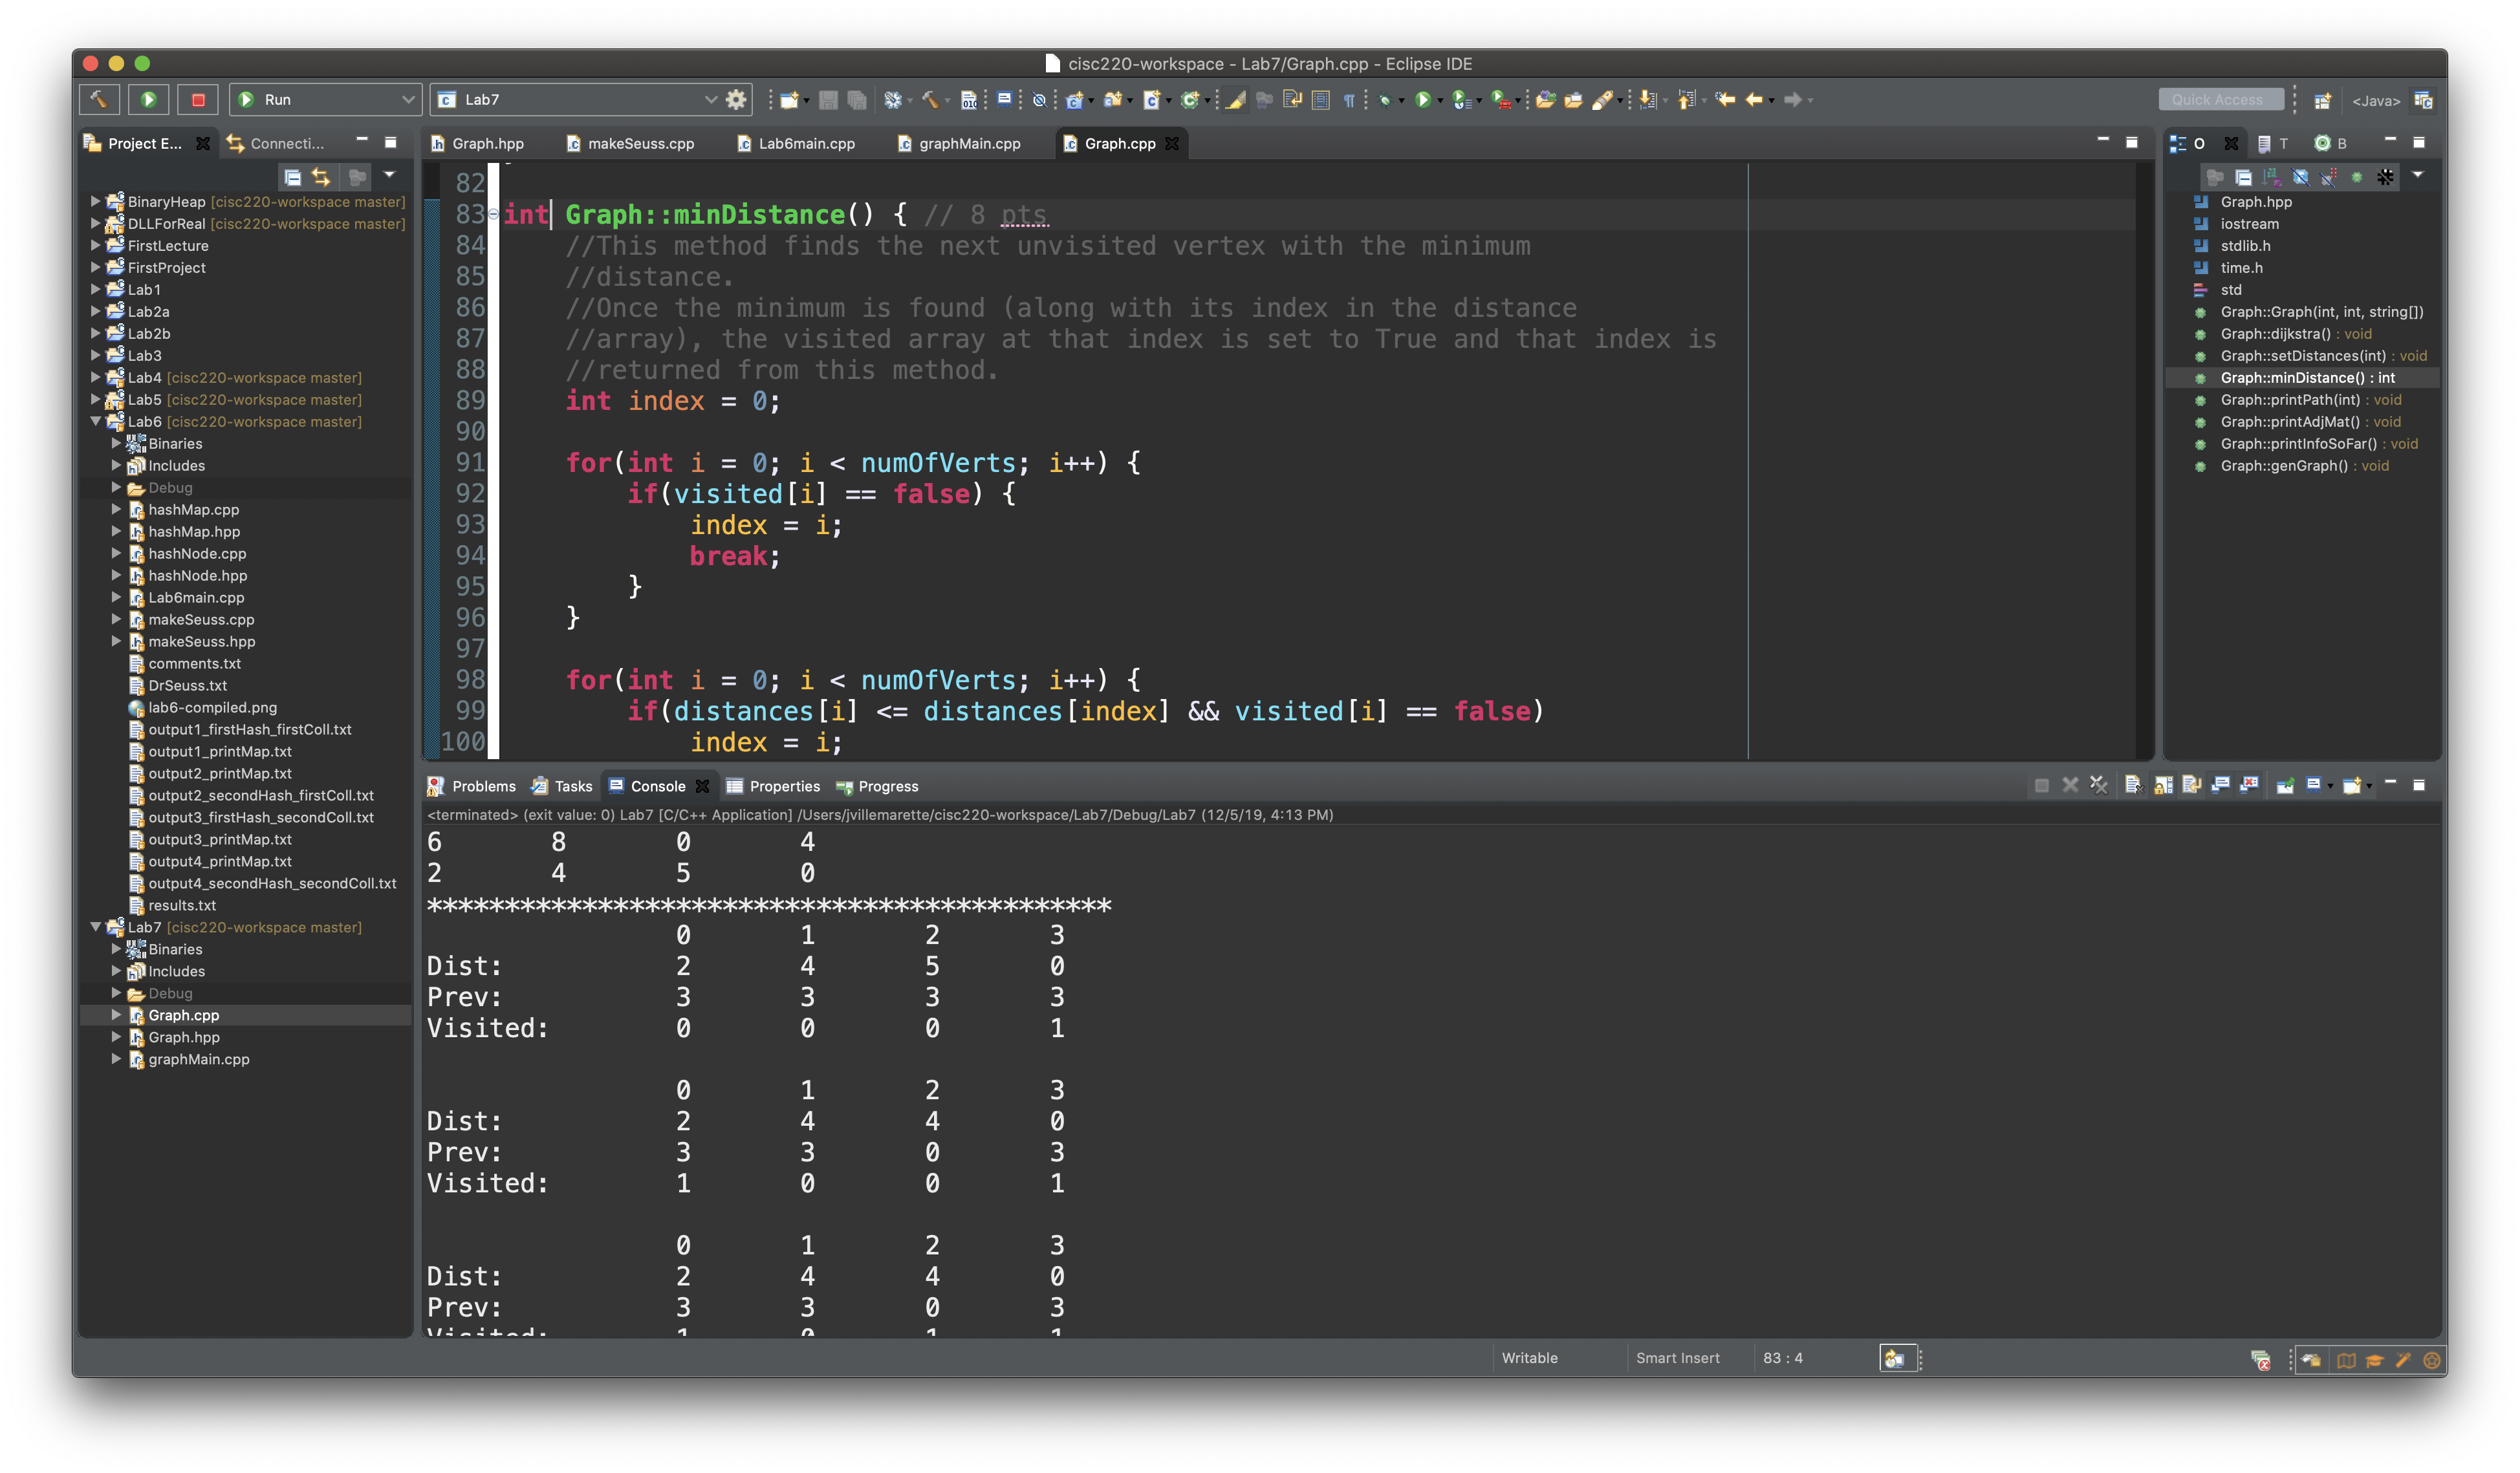 cisc220-workspace - Lab7/Graph.cpp - Eclipse IDE
Run
Lab7
Quick Access
<Java>
Project E...
Connecti...
BinaryHeap [cisc220-workspace master]
DLLForReal [cisc220-workspace master]
FirstLecture
FirstProject
Lab1
Lab2a
Lab2b
Lab3
Lab4 [cisc220-workspace master]
Lab5 [cisc220-workspace master]
Lab6 [cisc220-workspace master]
Binaries
Includes
Debug
hashMap.cpp
hashMap.hpp
hashNode.cpp
hashNode.hpp
Lab6main.cpp
makeSeuss.cpp
makeSeuss.hpp
comments.txt
DrSeuss.txt
lab6-compiled.png
output1_firstHash_firstColl.txt
output1_printMap.txt
output2_printMap.txt
output2_secondHash_firstColl.txt
output3_firstHash_secondColl.txt
output3_printMap.txt
output4_printMap.txt
output4_secondHash_secondColl.txt
results.txt
Lab7 [cisc220-workspace master]
Binaries
Includes
Debug
Graph.cpp
Graph.hpp
graphMain.cpp
Graph.hpp makeSeuss.cpp Lab6main.cpp graphMain.cpp Graph.cpp
82
83 int Graph::minDistance() { // 8 pts
84 //This method finds the next unvisited vertex with the minimum
85 //distance.
86 //Once the minimum is found (along with its index in the distance
87 //array), the visited array at that index is set to True and that index is
88 //returned from this method.
89 int index = 0;
90
91 for(int i = 0; i < numOfVerts; i++) {
92 if(visited[i] == false) {
93 index = i;
94 break;
95 }
96 }
97
98 for(int i = 0; i < numOfVerts; i++) {
99 if(distances[i] <= distances[index] && visited[i] == false)
100 index = i;
O T B
Graph.hpp
iostream
stdlib.h
time.h
std
Graph::Graph(int, int, string[])
Graph::dijkstra() : void
Graph::setDistances(int) : void
Graph::minDistance() : int
Graph::printPath(int) : void
Graph::printAdjMat() : void
Graph::printInfoSoFar() : void
Graph::genGraph() : void
Problems Tasks Console Properties Progress
<terminated> (exit value: 0) Lab7 [C/C++ Application] /Users/jvillemarette/cisc220-workspace/Lab7/Debug/Lab7 (12/5/19, 4:13 PM)
6 8 0 4
2 4 5 0
********************************************
0 1 2 3
Dist: 2 4 5 0
Prev: 3 3 3 3
Visited: 0 0 0 1
0 1 2 3
Dist: 2 4 4 0
Prev: 3 3 0 3
Visited: 1 0 0 1
0 1 2 3
Dist: 2 4 4 0
Prev: 3 3 0 3
Visited: 1 0 1 1
Writable
Smart Insert
83 : 4